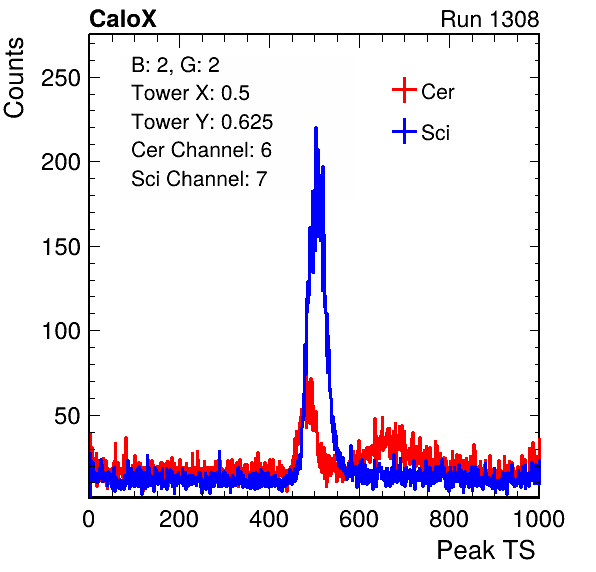 CaloX Run 1308
Counts
B: 2, G: 2
Tower X: 0.5
Tower Y: 0.625
Cer Channel: 6
Sci Channel: 7
Cer
Sci
250
200
150
100
50
0 200 400 600 800 1000
Peak TS